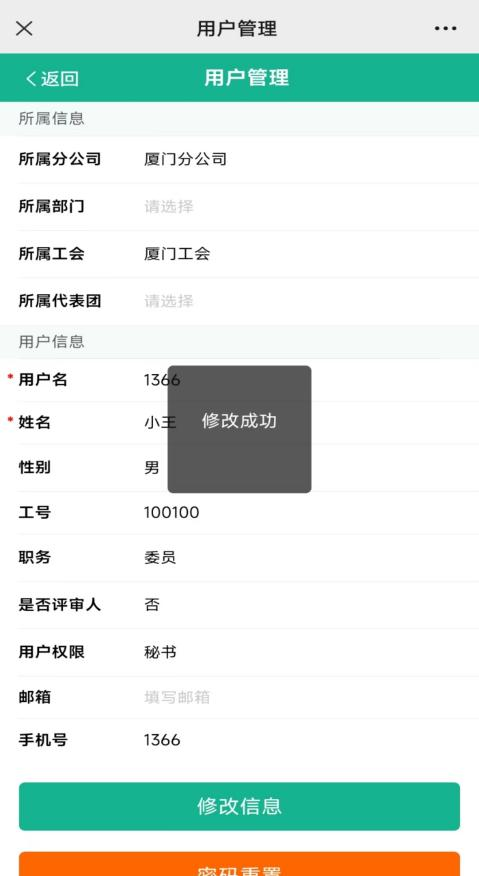 用户管理
返回 用户管理
所属信息
所属分公司 厦门分公司
所属部门 请选择
所属工会 厦门工会
所属代表团 请选择
用户信息
*用户名 1366
*姓名 小王
修改成功
性别 男
工号 100100
职务 委员
是否评审人 否
用户权限 秘书
邮箱 填写邮箱
手机号 1366
修改信息
密码重置